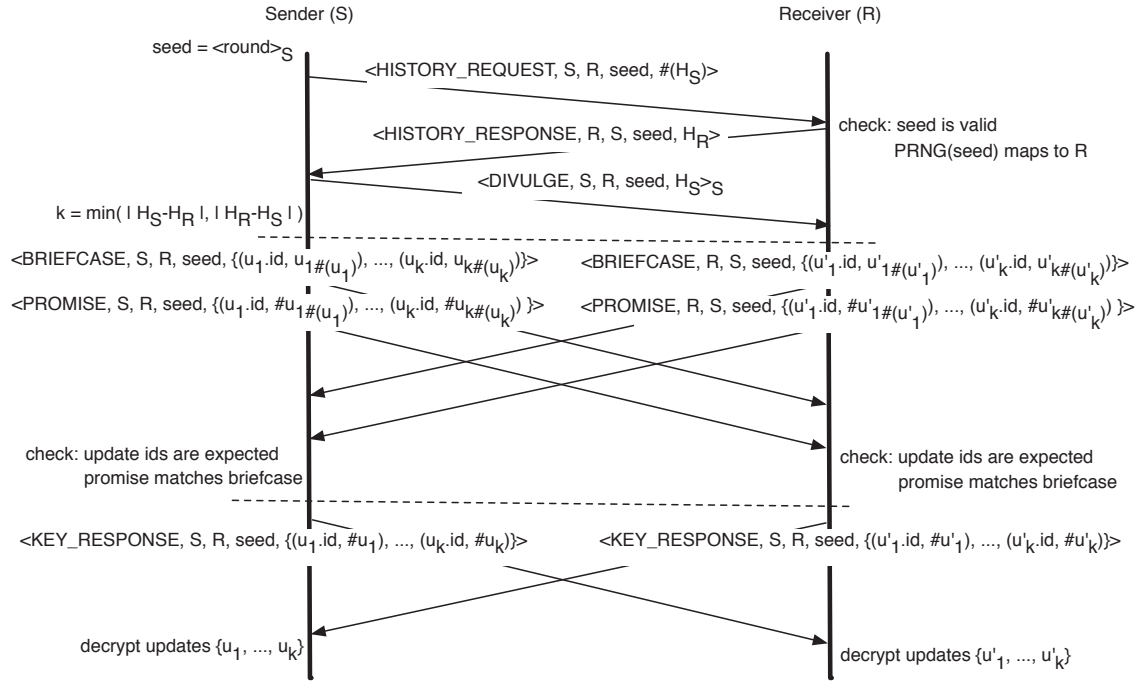 Sender (S)
Receiver (R)
seed = <round>S
<HISTORY_REQUEST, S, R, seed, #(HS)>
<HISTORY_RESPONSE, R, S, seed, HR>
check: seed is valid
PRNG(seed) maps to R
<DIVULGE, S, R, seed, HS>S
k = min( | HS-HR |, | HR-HS | )
<BRIEFCASE, S, R, seed, {(u1.id, u1#(u1)), ..., (uk.id, uk#(uk))}>
<BRIEFCASE, R, S, seed, {(u'1.id, u'1#(u'1)), ..., (u'k.id, u'k#(u'k))}>
<PROMISE, S, R, seed, {(u1.id, #u1#(u1)), ..., (uk.id, #uk#(uk)) }>
<PROMISE, R, S, seed, {(u'1.id, #u'1#(u'1)), ..., (u'k.id, #u'k#(u'k)) }>
check: update ids are expected
promise matches briefcase
check: update ids are expected
promise matches briefcase
<KEY_RESPONSE, S, R, seed, {(u1.id, #u1), ..., (uk.id, #uk)}>
<KEY_RESPONSE, S, R, seed, {(u'1.id, #u'1), ..., (u'k.id, #u'k)}>
decrypt updates {u1, ..., uk}
decrypt updates {u'1, ..., u'k}